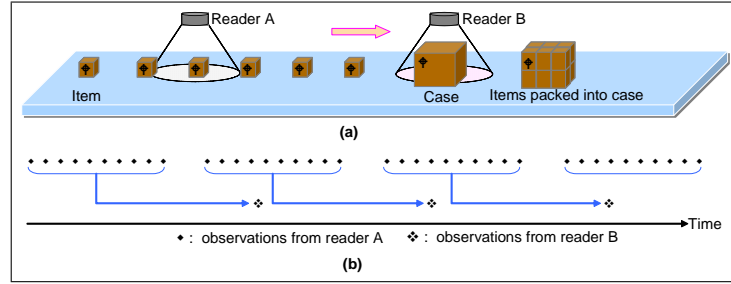 Reader A
Reader B
Item
Case
Items packed into case
(a)
Time
: observations from reader A
: observations from reader B
(b)